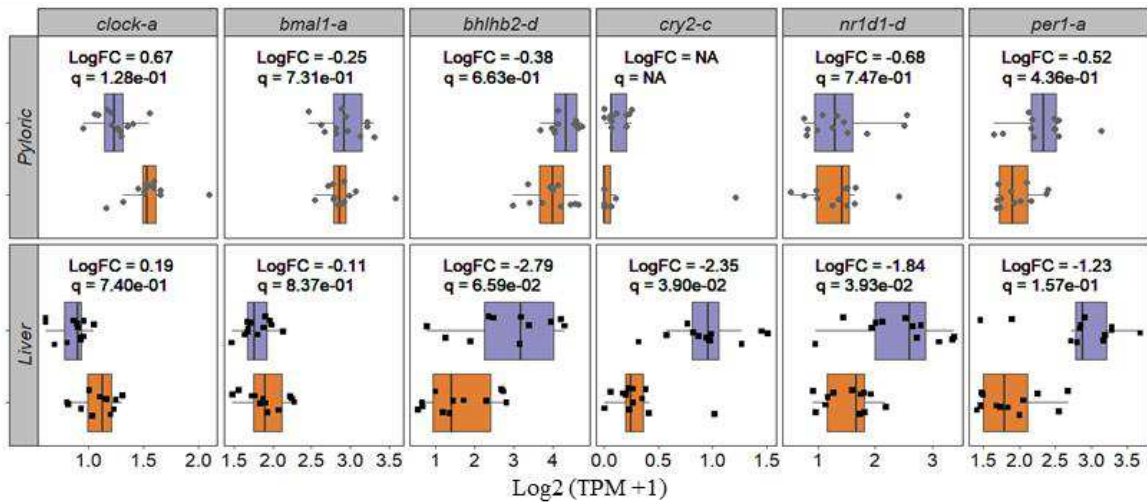 clock-a bmal1-a bhlhb2-d cry2-c nr1d1-d per1-a
Pyloric
LogFC = 0.67 LogFC = -0.25 LogFC = -0.38 LogFC = NA LogFC = -0.68 LogFC = -0.52
q = 1.28e-01 q = 7.31e-01 q = 6.63e-01 q = NA q = 7.47e-01 q = 4.36e-01
Liver
LogFC = 0.19 LogFC = -0.11 LogFC = -2.79 LogFC = -2.35 LogFC = -1.84 LogFC = -1.23
q = 7.40e-01 q = 8.37e-01 q = 6.59e-02 q = 3.90e-02 q = 3.93e-02 q = 1.57e-01
1.0 1.5 2.0 1.5 2.0 2.5 3.0 3.5 1 2 3 4 0.0 0.5 1.0 1.5 1 2 3 1.5 2.0 2.5 3.0 3.5
Log2 (TPM +1)